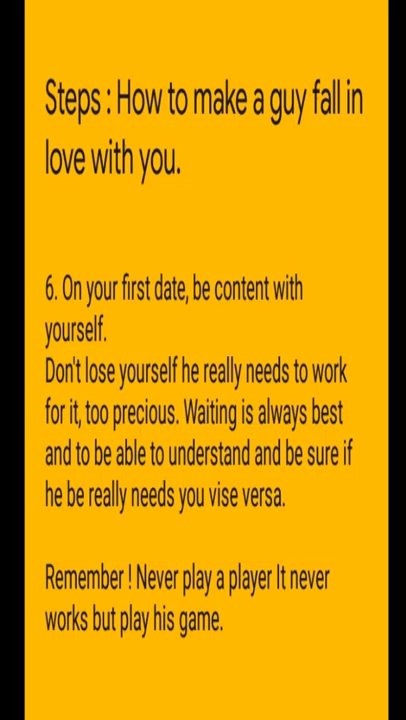 Steps : How to make a guy fall in
love with you.
6. On your first date, be content with
yourself.
Don't lose yourself he really needs to work
for it, too precious. Waiting is always best
and to be able to understand and be sure if
he be really needs you vise versa.
Remember ! Never play a player It never
works but play his game.